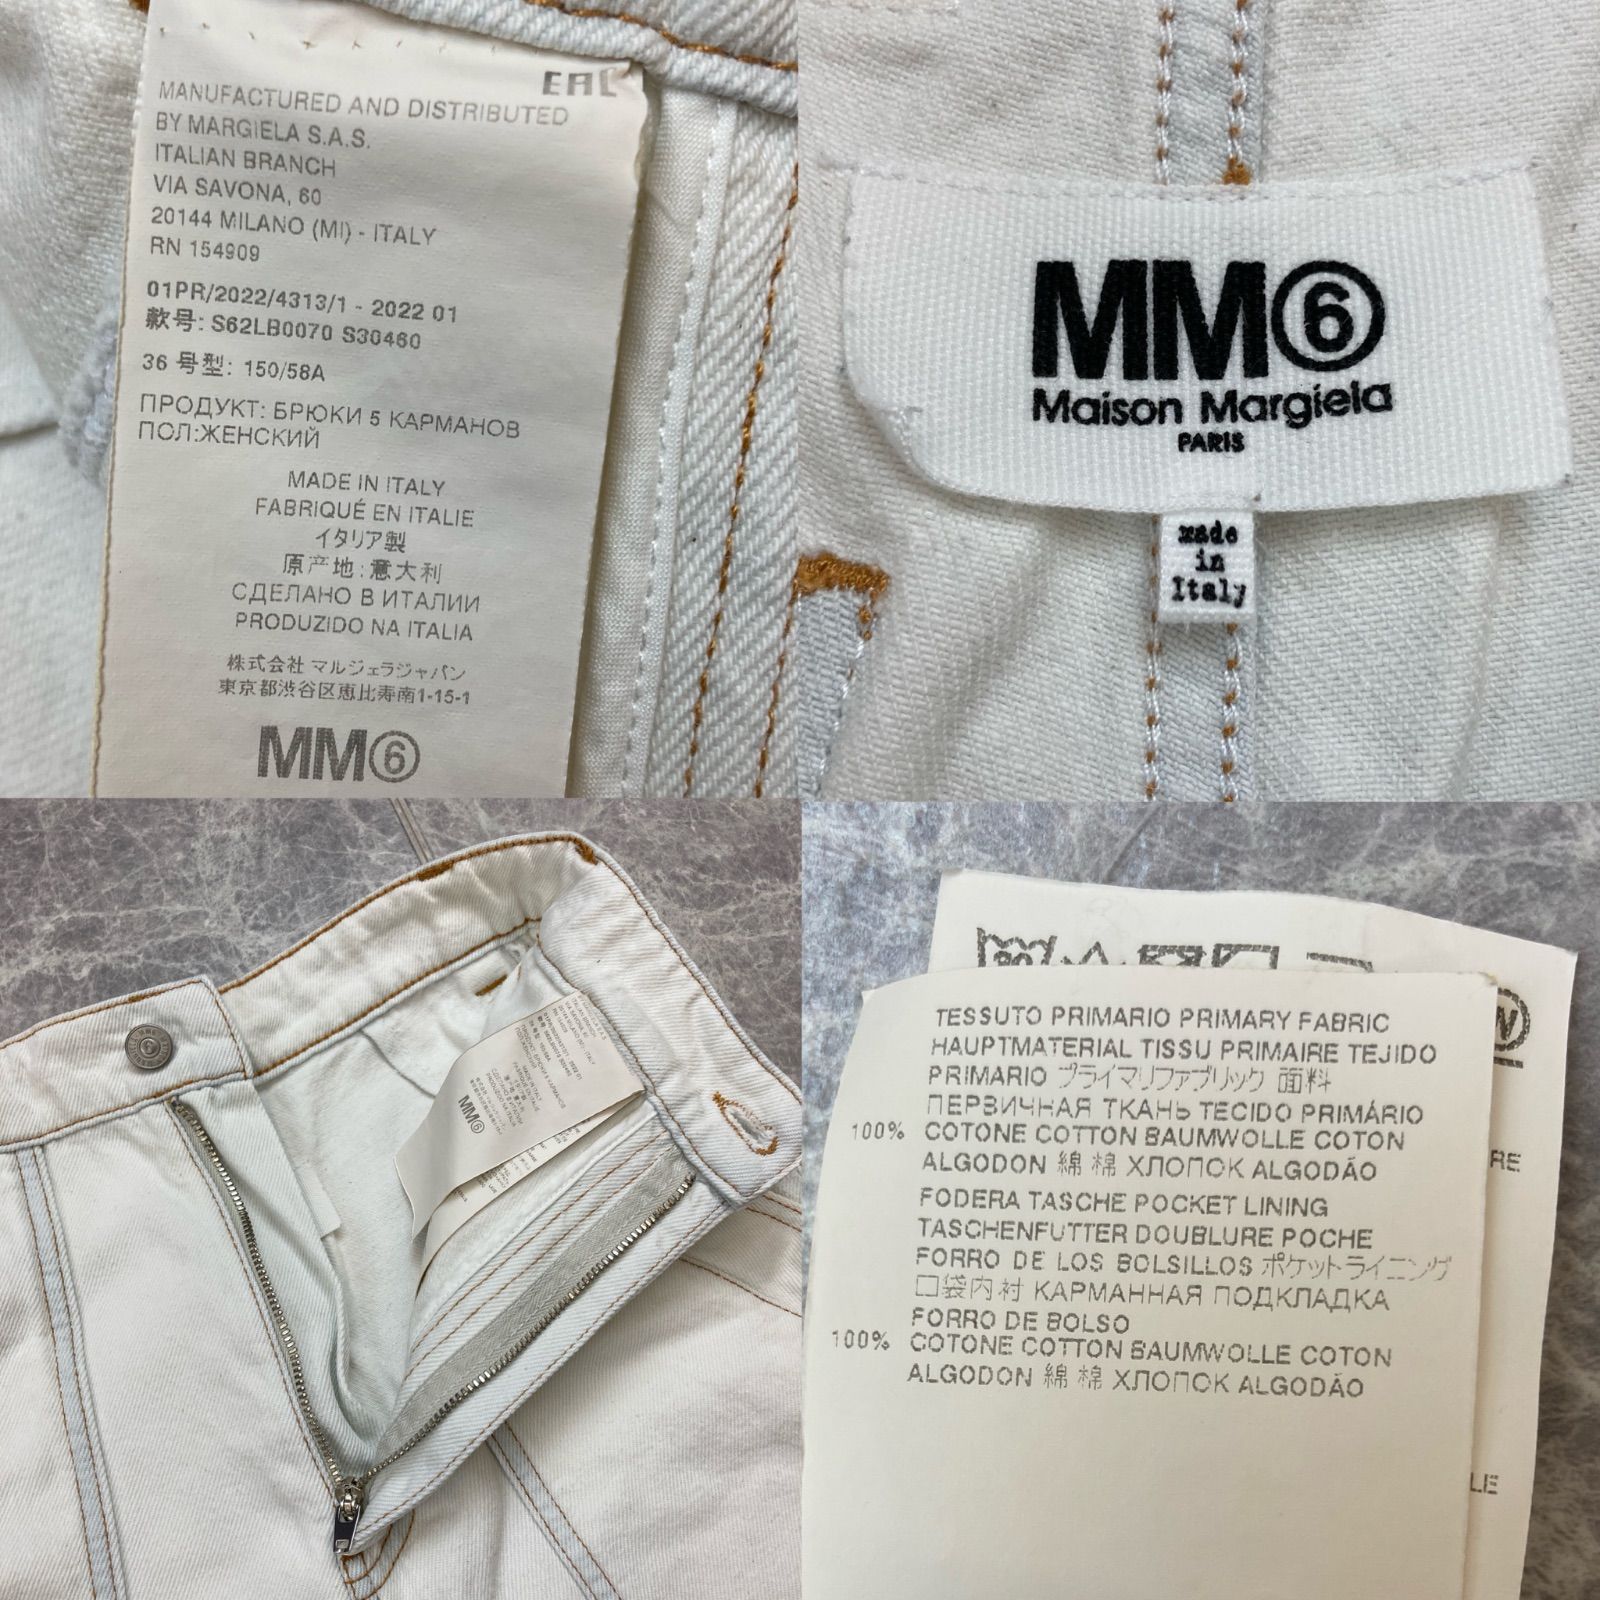 EAC
MANUFACTURED AND DISTRIBUTED
BY MARGIELA S.A.S.
ITALIAN BRANCH
VIA SAVONA, 60
20144 MILANO (MI) - ITALY
RN 154909
01PR/2022/4313/1 - 2022 01
款号: S62LB0070 S30460
36 号型: 150/58A
ПРОДУКТ: БРЮКИ 5 КАРМАНОВ
ПОЛ:ЖЕНСКИЙ
MADE IN ITALY
FABRIQUÉ EN ITALIE
イタリア製
原产地:意大利
СДЕЛАНО В ИТАЛИИ
PRODUZIDO NA ITALIA
株式会社 マルジェラジャパン
東京都渋谷区恵比寿南1-15-1
MM⑥
MM⑥
Maison Margiela
PARIS
made
in
Italy
MM⑥
TESSUTO PRIMARIO PRIMARY FABRIC
HAUPTMATERIAL TISSU PRIMAIRE TEJIDO
PRIMARIO プライマリファブリック 面料
ПЕРВИЧНАЯ ТКАНЬ TECIDO PRIMÁRIO
100% COTONE COTTON BAUMWOLLE COTON
ALGODON 綿 棉 ХЛОПОК ALGODÃO
FODERA TASCHE POCKET LINING
TASCHENFUTTER DOUBLURE POCHE
FORRO DE LOS BOLSILLOS ポケットライニング
口袋内衬 КАРМАННАЯ ПОДКЛАДКА
FORRO DE BOLSO
100% COTONE COTTON BAUMWOLLE COTON
ALGODON 綿 棉 ХЛОПОК ALGODÃO
W
RE
LE